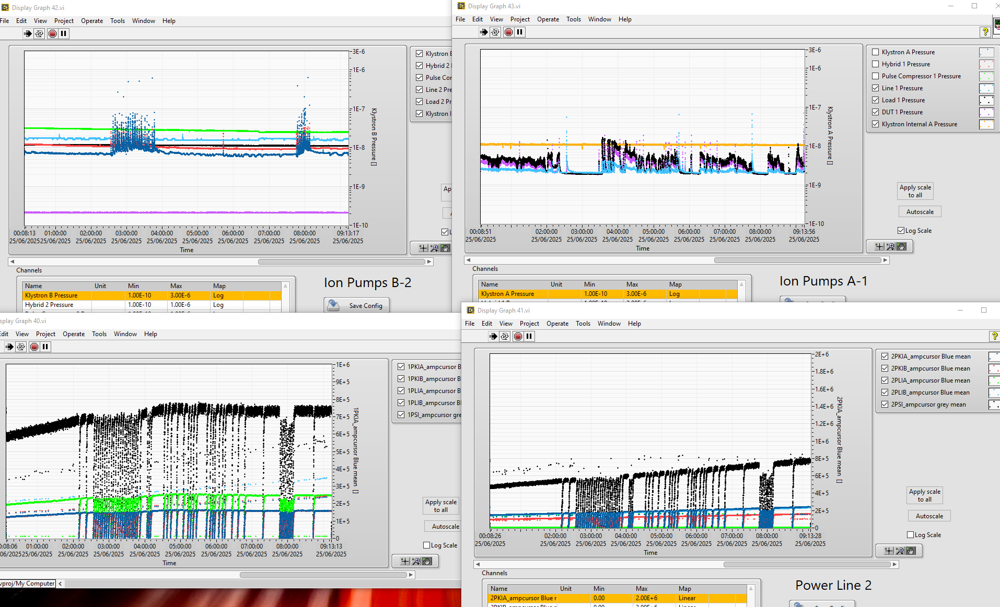 Display Graph 42.vi
File Edit View Project Operate Tools Window Help
3E-6
1E-6
1E-7
1E-8
1E-9
1E-10
Klystron B Pressure []
00:08:13 01:00:00 02:00:00 03:00:00 04:00:00 05:00:00 06:00:00 07:00:00 08:00:00 09:13:17
25/06/2025 25/06/2025 25/06/2025 25/06/2025 25/06/2025 25/06/2025 25/06/2025 25/06/2025 25/06/2025 25/06/2025
Time
Klystron B
Hybrid 2
Pulse Cor
Line 2 Pre
Load 2 Pr
Klystron I
Ap
Channels
Name Unit Min Max Map
Klystron B Pressure 1.00E-10 3.00E-6 Log
Hybrid 2 Pressure 1.00E-10 1.00E-6 Log
Ion Pumps B-2
Save Config
Display Graph 43.vi
File Edit View Project Operate Tools Window Help
3E-6
1E-6
1E-7
1E-8
1E-9
1E-10
Klystron A Pressure []
00:08:51 02:00:00 03:00:00 04:00:00 05:00:00 06:00:00 07:00:00 08:00:00 09:13:56
25/06/2025 25/06/2025 25/06/2025 25/06/2025 25/06/2025 25/06/2025 25/06/2025 25/06/2025 25/06/2025
Time
Klystron A Pressure
Hybrid 1 Pressure
Pulse Compressor 1 Pressure
Line 1 Pressure
Load 1 Pressure
DUT 1 Pressure
Klystron Internal A Pressure
Apply scale
to all
Autoscale
Log Scale
Channels
Name Unit Min Max Map
Klystron A Pressure 1.00E-10 3.00E-6 Log
Ion Pumps A-1
splay Graph 40.vi
Edit View Project Operate Tools Window Help
1E+6
9E+5
8E+5
7E+5
6E+5
5E+5
4E+5
3E+5
2E+5
1E+5
0
1PKIA_ampcursor Blue mean []
0:08:06 01:00:00 02:00:00 03:00:00 04:00:00 05:00:00 06:00:00 07:00:00 08:00:00 09:13:13
5/06/2025 25/06/2025 25/06/2025 25/06/2025 25/06/2025 25/06/2025 25/06/2025 25/06/2025 25/06/2025 25/06/2025
Time
1PKIA_ampcursor B
1PKIB_ampcursor B
1PLIA_ampcursor B
1PLIB_ampcursor Bl
1PSI_ampcursor gre
Apply scale
to all
Autoscale
Log Scale
vproj/My Computer <
Display Graph 41.vi
File Edit View Project Operate Tools Window Help
2E+6
1.8E+6
1.6E+6
1.4E+6
1.2E+6
1E+6
8E+5
6E+5
4E+5
2E+5
0
2PKIA_ampcursor Blue mean []
00:08:26 02:00:00 03:00:00 04:00:00 05:00:00 06:00:00 07:00:00 08:00:00 09:13:28
25/06/2025 25/06/2025 25/06/2025 25/06/2025 25/06/2025 25/06/2025 25/06/2025 25/06/2025 25/06/2025
Time
2PKIA_ampcursor Blue mean
2PKIB_ampcursor Blue mean
2PLIA_ampcursor Blue mean
2PLIB_ampcursor Blue mean
2PSI_ampcursor grey mean
Apply scale
to all
Autoscale
Log Scale
Channels
Name Unit Min Max Map
2PKIA_ampcursor Blue r 0.00 2.00E+6 Linear
Power Line 2